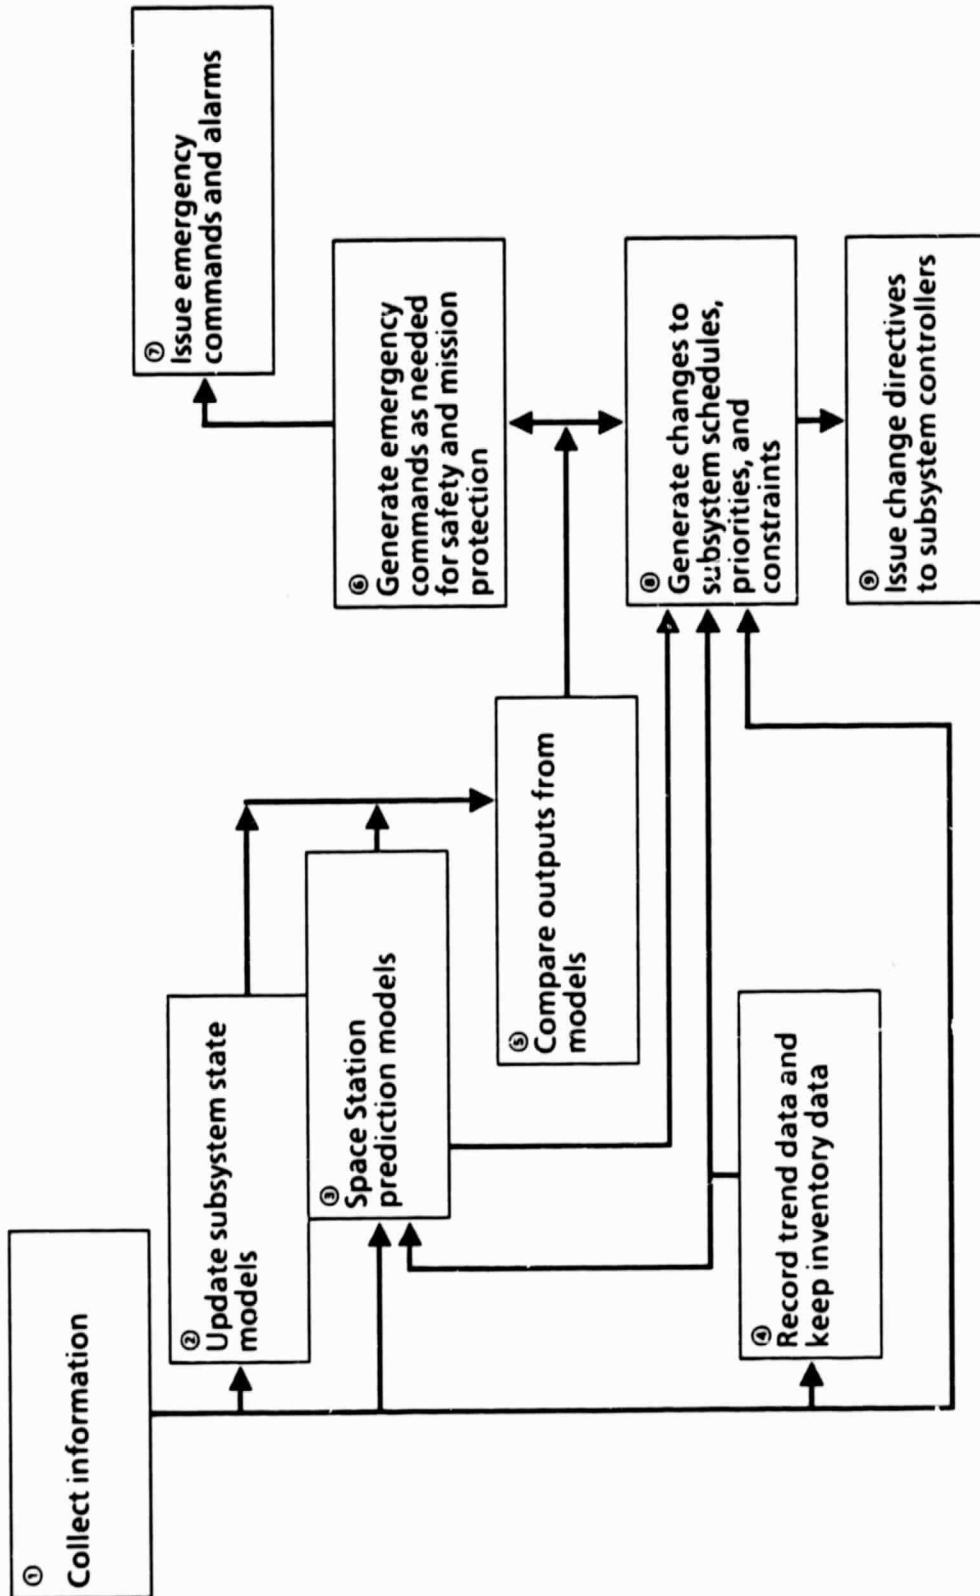 ①
Collect information
②
Update subsystem state
models
③
Space Station
prediction models
④
Record trend data and
keep inventory data
⑤
Compare outputs from
models
⑥
Generate emergency
commands as needed
for safety and mission
protection
⑦
Issue emergency
commands and alarms
⑧
Generate changes to
subsystem schedules,
priorities, and
constraints
⑨
Issue change directives
to subsystem controllers